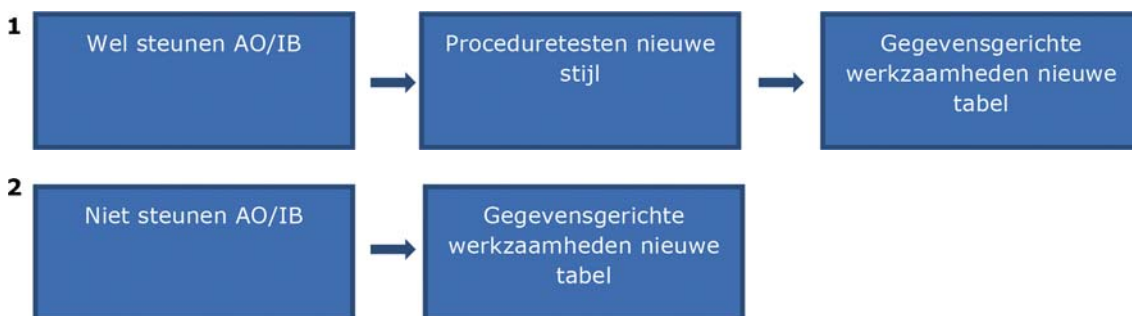 1
Wel steunen AO/IB
Proceduretesten nieuwe
stijl
Gegevensgerichte
werkzaamheden nieuwe
tabel
2
Niet steunen AO/IB
Gegevensgerichte
werkzaamheden nieuwe
tabel